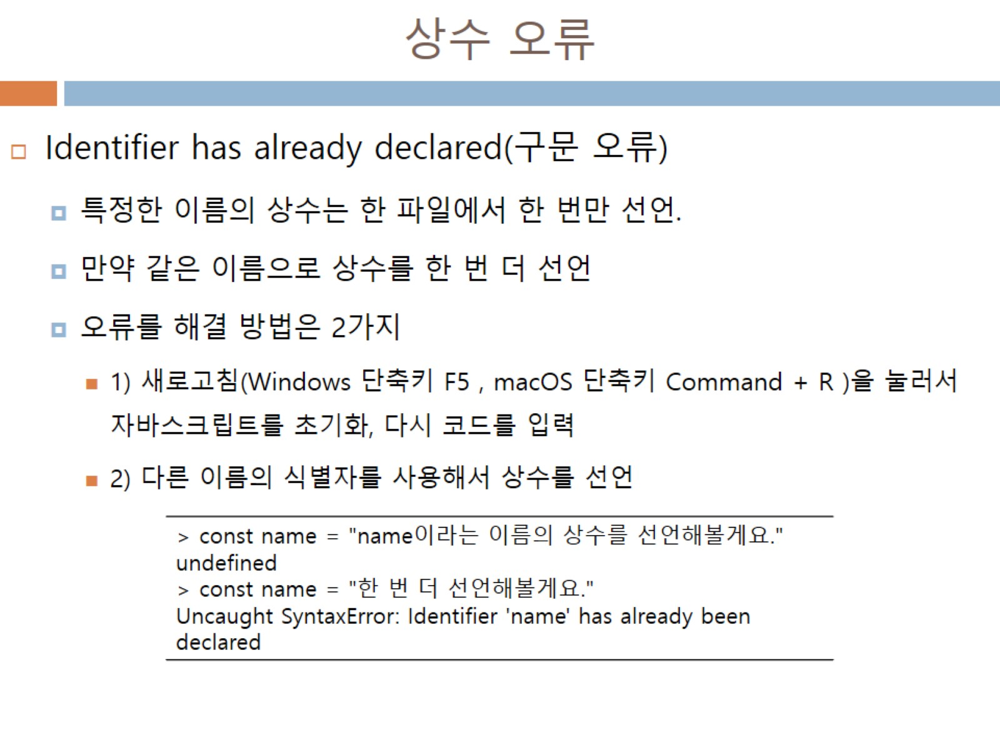 상수 오류
Identifier has already declared(구문 오류)
특정한 이름의 상수는 한 파일에서 한 번만 선언.
만약 같은 이름으로 상수를 한 번 더 선언
오류를 해결 방법은 2가지
1) 새로고침(Windows 단축키 F5 , macOS 단축키 Command + R )을 눌러서
자바스크립트를 초기화, 다시 코드를 입력
2) 다른 이름의 식별자를 사용해서 상수를 선언
> const name = "name이라는 이름의 상수를 선언해볼게요."
undefined
> const name = "한 번 더 선언해볼게요."
Uncaught SyntaxError: Identifier 'name' has already been
declared